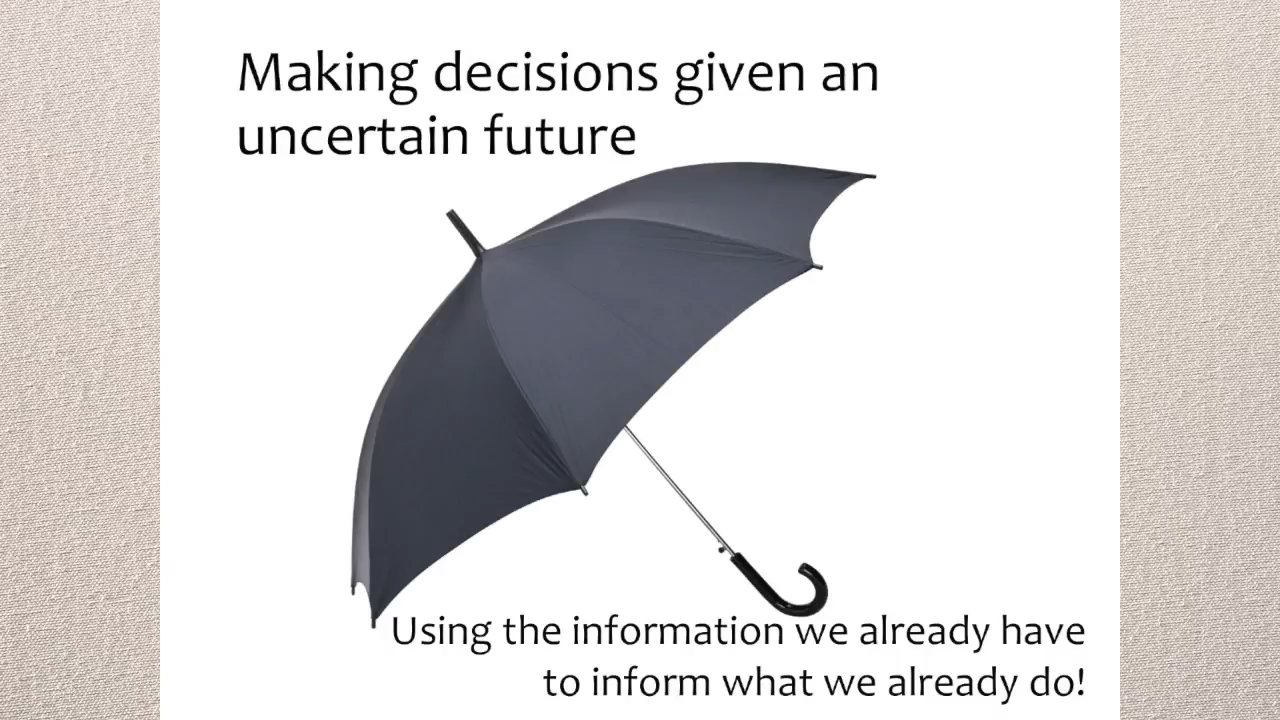 Making decisions given an
uncertain future
Using the information we already have
to inform what we already do!